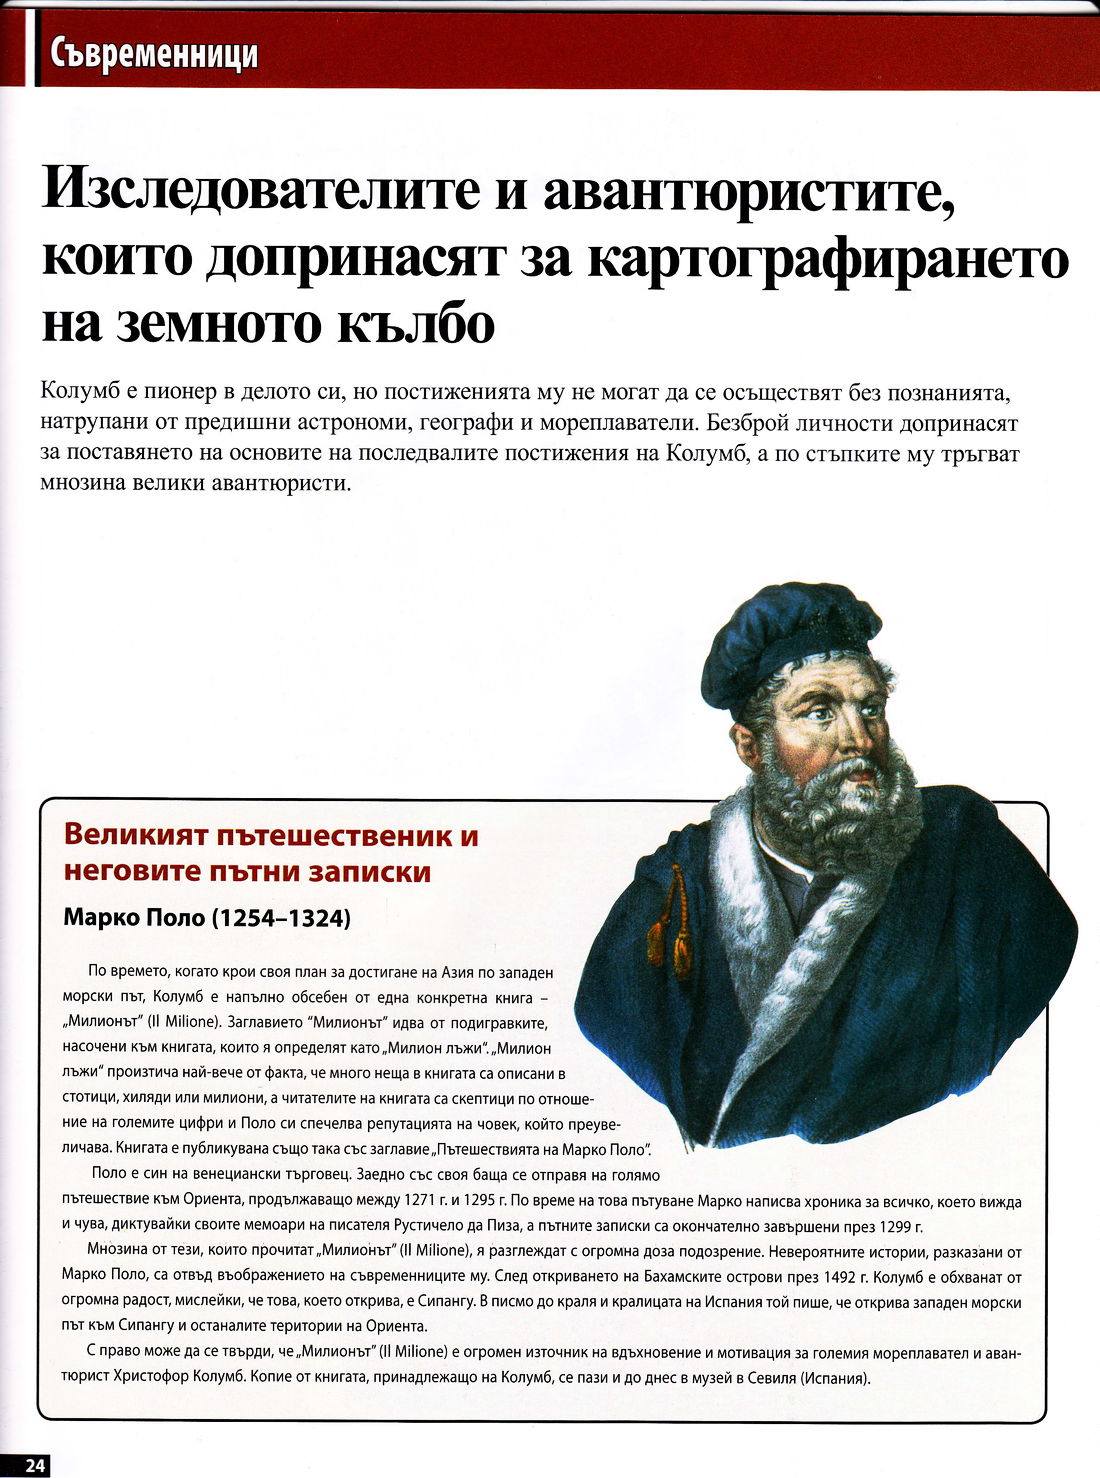 Съвременници
Изследователите и авантюристите,
които допринасят за картографирането
на земното кълбо
Колумб е пионер в делото си, но постиженията му не могат да се осъществят без познанията,
натрупани от предишни астрономи, географи и мореплаватели. Безброй личности допринасят
за поставянето на основите на последвалите постижения на Колумб, а по стъпките му тръгват
мнозина велики авантюристи.
Великият пътешественик и
неговите пътни записки
Марко Поло (1254–1324)
По времето, когато крои своя план за достигане на Азия по западен
морски път, Колумб е напълно обсебен от една конкретна книга –
„Милионът” (Il Milione). Заглавието “Милионът” идва от подигравките,
насочени към книгата, които я определят като „Милион лъжи“. „Милион
лъжи“ произтича най-вече от факта, че много неща в книгата са описани в
стотици, хиляди или милиони, а читателите на книгата са скептици по отноше-
ние на големите цифри и Поло си спечелва репутацията на човек, който преуве-
личава. Книгата е публикувана също така със заглавие „Пътешествията на Марко Поло”.
Поло е син на венециански търговец. Заедно със своя баща се отправя на голямо
пътешествие към Ориента, продължаващо между 1271 г. и 1295 г. По време на това пътуване Марко написва хроника за всичко, което вижда
и чува, диктувайки своите мемоари на писателя Рустичело да Пиза, а пътните записки са окончателно завършени през 1299 г.
Мнозина от тези, които прочитат „Милионът” (Il Milione), я разглеждат с огромна доза подозрение. Невероятните истории, разказани от
Марко Поло, са отвъд въображението на съвременниците му. След откриването на Бахамските острови през 1492 г. Колумб е обхванат от
огромна радост, мислейки, че това, което открива, е Сипангу. В писмо до краля и кралицата на Испания той пише, че открива западен морски
път към Сипангу и останалите територии на Ориента.
С право може да се твърди, че „Милионът” (Il Milione) е огромен източник на вдъхновение и мотивация за големия мореплавател и аван-
тюрист Христофор Колумб. Копие от книгата, принадлежащо на Колумб, се пази и до днес в музей в Севиля (Испания).
24